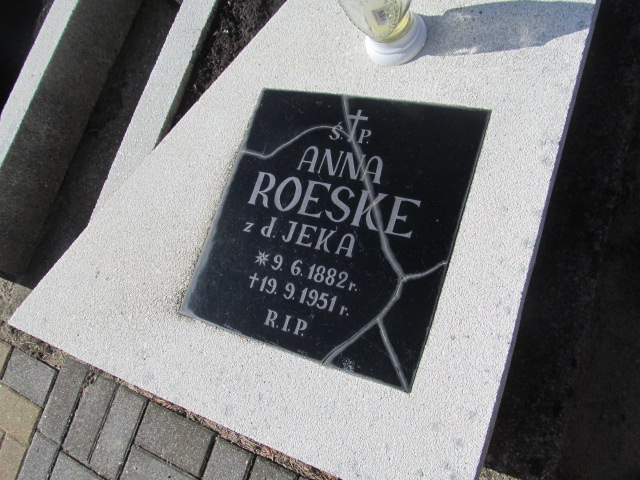 Ś. † P.
ANNA
ROESKE
z d. JEKA
* 9. 6. 1882 r.
† 19. 9. 1951 r.
R.I.P.